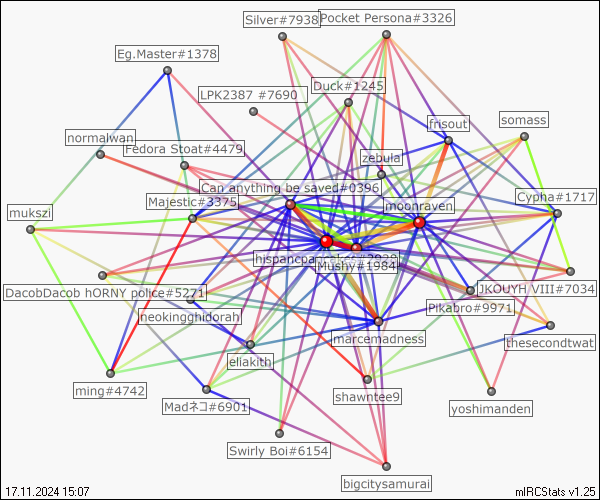 Silver#7938
Pocket Persona#3326
Eg.Master#1378
Duck#1245
LPK2387 #7690
frisout
somass
normalwan
Fedora Stoat#4479
zebula
Can anything be saved#0396
Majestic#3375
moonraven
Cypha#1717
mukszi
Mushy#1984
DacobDacob hORNY police#5271
JKOUYH VIII#7034
neokingghidorah
Pikabro#9971
marcemadness
thesecondtwat
eliakith
ming#4742
Madネコ#6901
shawntee9
yoshimanden
Swirly Boi#6154
bigcitysamurai
17.11.2024 15:07
mIRCStats v1.25